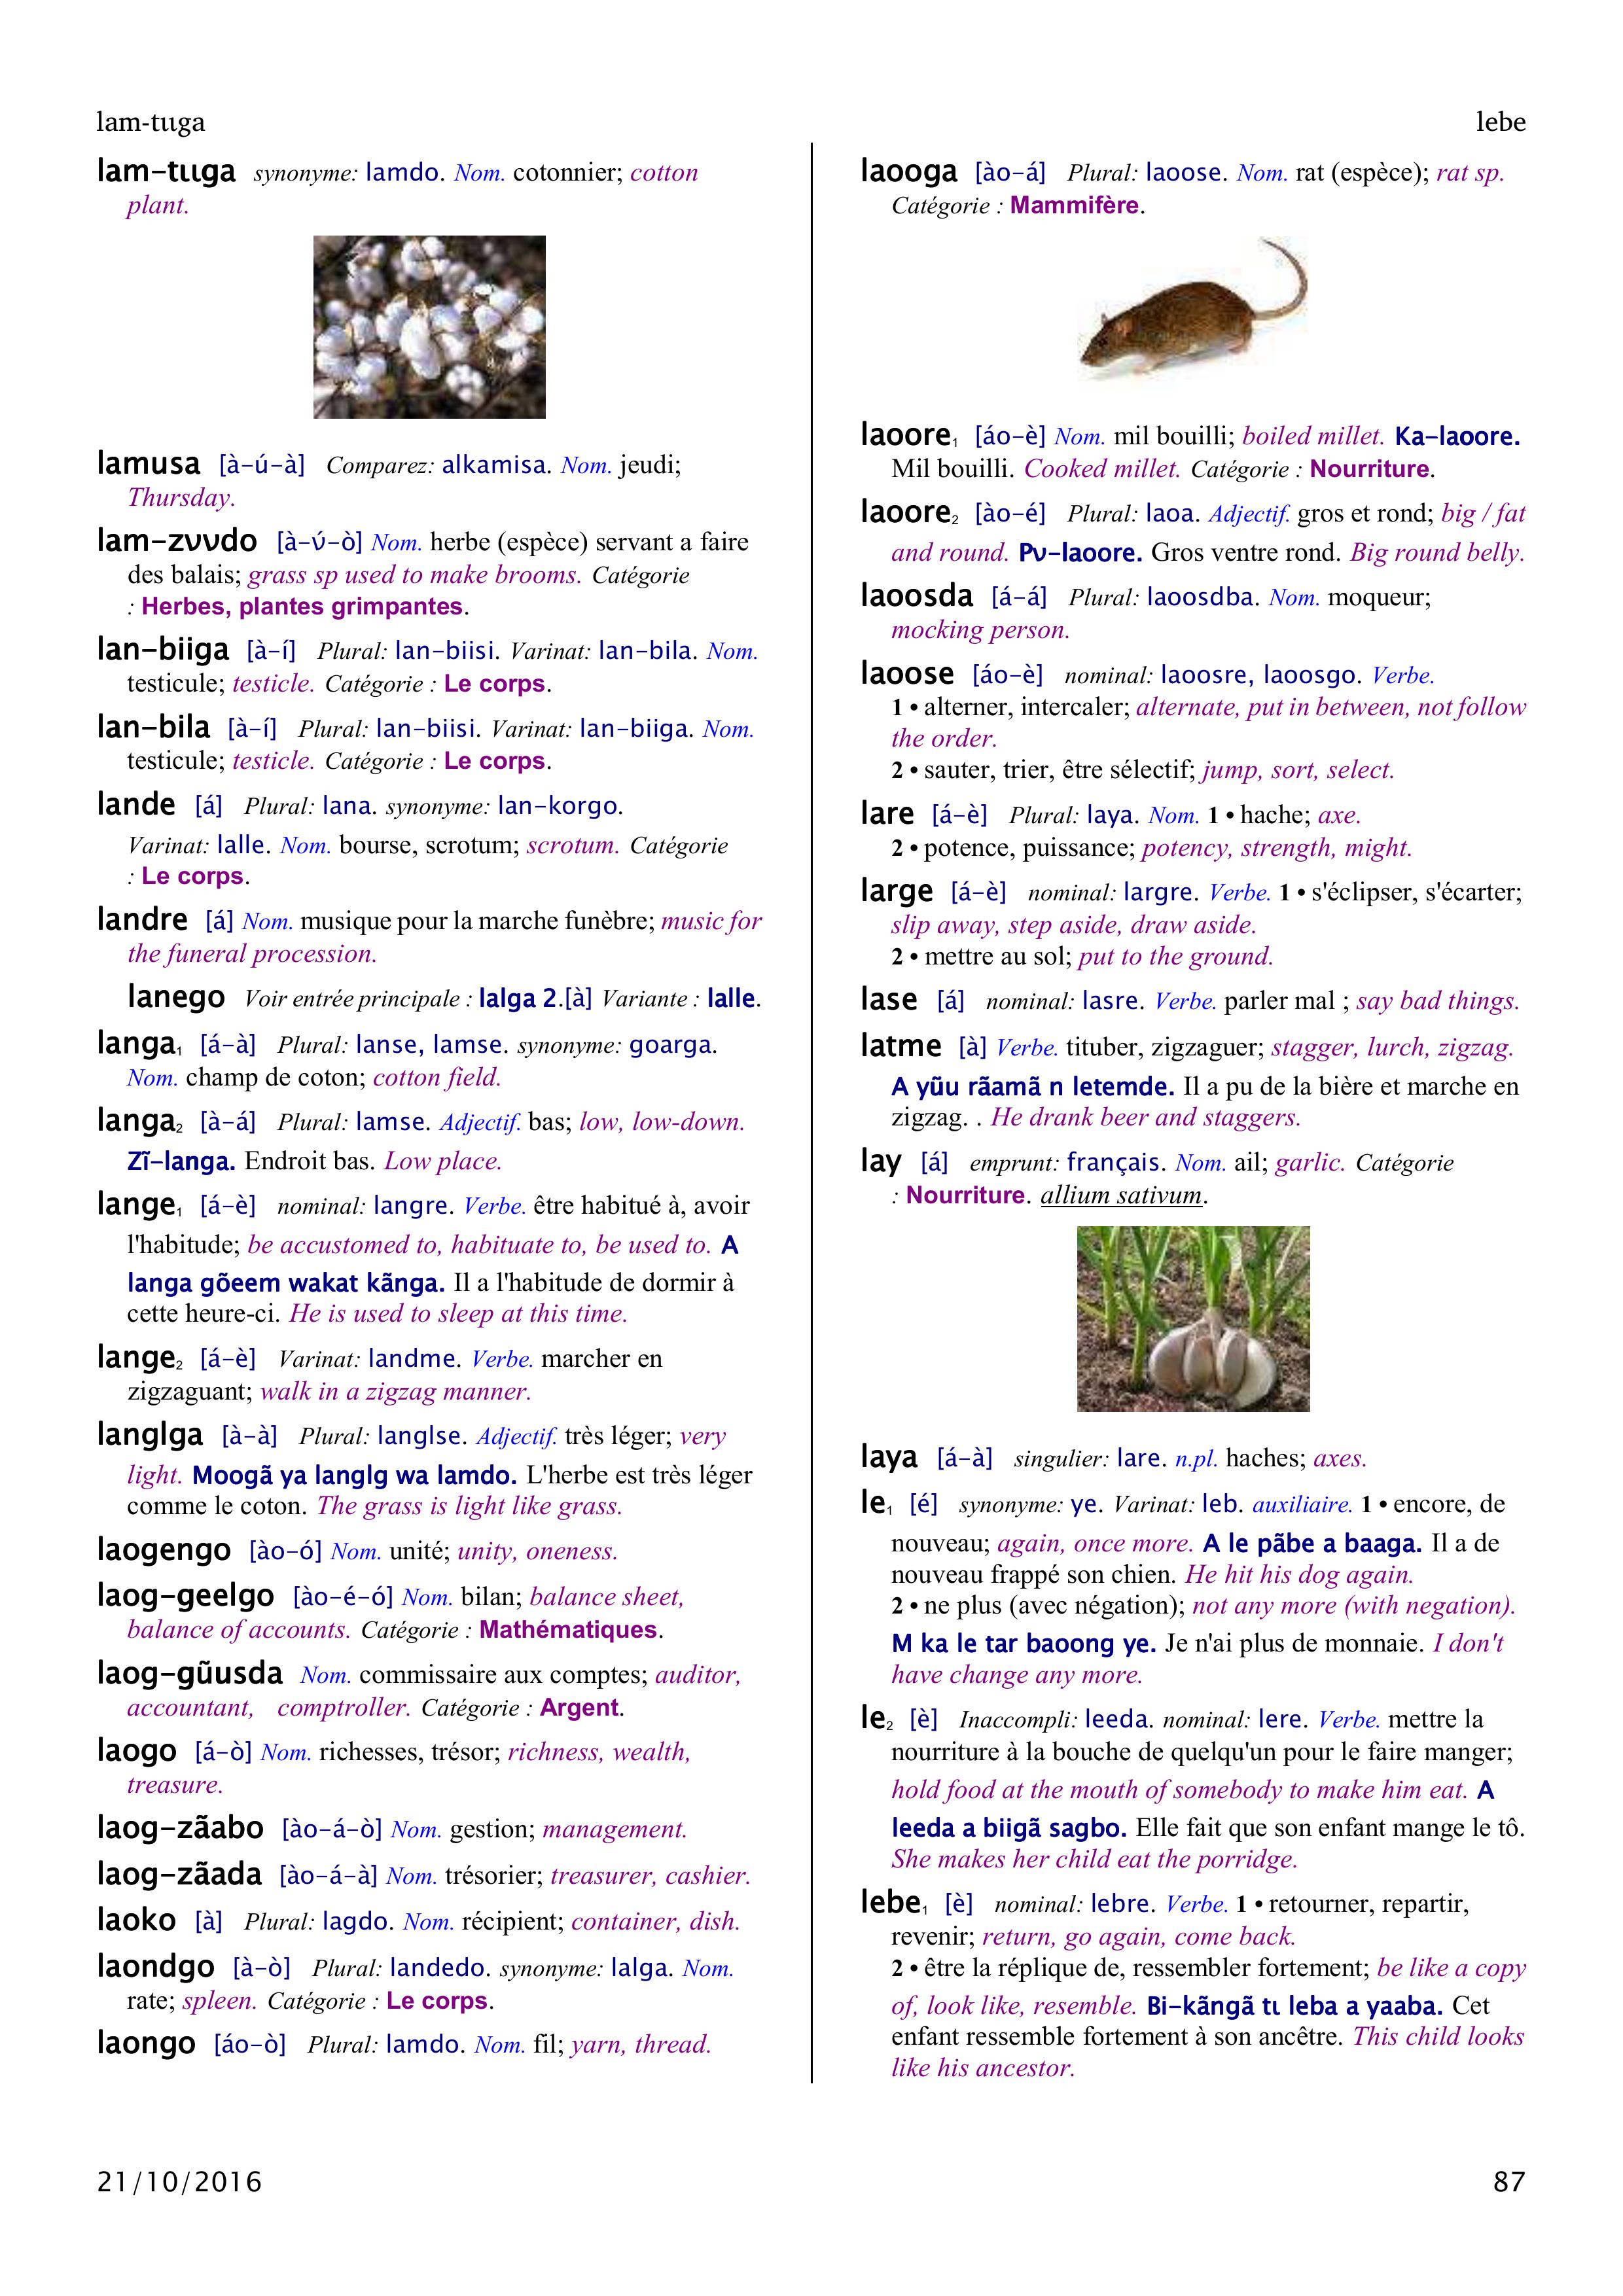 lam-tɩɩga
lebe
lam–tɩɩga synonyme: lamdo. Nom. cotonnier; cotton
plant.
lamusa [à–ú–à] Comparez: alkamisa. Nom. jeudi;
Thursday.
lam–zʋʋdo [à–ʋ́–ò] Nom. herbe (espèce) servant a faire
des balais; grass sp used to make brooms. Catégorie
: Herbes, plantes grimpantes.
lan–biiga [à–í] Plural: lan–biisi. Varinat: lan–bila. Nom.
testicule; testicle. Catégorie : Le corps.
lan–bila [à–í] Plural: lan–biisi. Varinat: lan–biiga. Nom.
testicule; testicle. Catégorie : Le corps.
lande [á] Plural: lana. synonyme: lan–korgo.
Varinat: lalle. Nom. bourse, scrotum; scrotum. Catégorie
: Le corps.
landre [á] Nom. musique pour la marche funèbre; music for
the funeral procession.
lanego Voir entrée principale : lalga 2.[à] Variante : lalle.
langa₁ [á–à] Plural: lanse, lamse. synonyme: goarga.
Nom. champ de coton; cotton field.
langa₂ [à–á] Plural: lamse. Adjectif. bas; low, low-down.
Zĩ–langa. Endroit bas. Low place.
lange₁ [á–è] nominal: langre. Verbe. être habitué à, avoir
l'habitude; be accustomed to, habituate to, be used to. A
langa gõeem wakat kãnga. Il a l'habitude de dormir à
cette heure-ci. He is used to sleep at this time.
lange₂ [á–è] Varinat: landme. Verbe. marcher en
zigzaguant; walk in a zigzag manner.
langlga [à–à] Plural: langlse. Adjectif. très léger; very
light. Moogã ya langlg wa lamdo. L'herbe est très léger
comme le coton. The grass is light like grass.
laogengo [ào–ó] Nom. unité; unity, oneness.
laog–geelgo [ào–é–ó] Nom. bilan; balance sheet,
balance of accounts. Catégorie : Mathématiques.
laog–gũusda Nom. commissaire aux comptes; auditor,
accountant, comptroller. Catégorie : Argent.
laogo [á–ò] Nom. richesses, trésor; richness, wealth,
treasure.
laog–zãabo [ào–á–ò] Nom. gestion; management.
laog–zãada [ào–á–à] Nom. trésorier; treasurer, cashier.
laoko [à] Plural: lagdo. Nom. récipient; container, dish.
laondgo [à–ò] Plural: landedo. synonyme: lalga. Nom.
rate; spleen. Catégorie : Le corps.
laongo [áo–ò] Plural: lamdo. Nom. fil; yarn, thread.
laooga [ào–á] Plural: laoose. Nom. rat (espèce); rat sp.
Catégorie : Mammifère.
laoore₁ [áo–è] Nom. mil bouilli; boiled millet. Ka–laoore.
Mil bouilli. Cooked millet. Catégorie : Nourriture.
laoore₂ [ào–é] Plural: laoa. Adjectif. gros et rond; big / fat
and round. Pʋ–laoore. Gros ventre rond. Big round belly.
laoosda [á–á] Plural: laoosdba. Nom. moqueur;
mocking person.
laoose [áo–è] nominal: laoosre, laoosgo. Verbe.
1 • alterner, intercaler; alternate, put in between, not follow
the order.
2 • sauter, trier, être sélectif; jump, sort, select.
lare [á–è] Plural: laya. Nom. 1 • hache; axe.
2 • potence, puissance; potency, strength, might.
large [á–è] nominal: largre. Verbe. 1 • s'éclipser, s'écarter;
slip away, step aside, draw aside.
2 • mettre au sol; put to the ground.
lase [á] nominal: lasre. Verbe. parler mal ; say bad things.
latme [à] Verbe. tituber, zigzaguer; stagger, lurch, zigzag.
A yũu rãamã n letemde. Il a pu de la bière et marche en
zigzag. . He drank beer and staggers.
lay [á] emprunt: français. Nom. ail; garlic. Catégorie
: Nourriture. allium sativum.
laya [á–à] singulier: lare. n.pl. haches; axes.
le₁ [é] synonyme: ye. Varinat: leb. auxiliaire. 1 • encore, de
nouveau; again, once more. A le pãbe a baaga. Il a de
nouveau frappé son chien. He hit his dog again.
2 • ne plus (avec négation); not any more (with negation).
M ka le tar baoong ye. Je n'ai plus de monnaie. I don't
have change any more.
le₂ [è] Inaccompli: leeda. nominal: lere. Verbe. mettre la
nourriture à la bouche de quelqu'un pour le faire manger;
hold food at the mouth of somebody to make him eat. A
leeda a biigã sagbo. Elle fait que son enfant mange le tô.
She makes her child eat the porridge.
lebe₁ [è] nominal: lebre. Verbe. 1 • retourner, repartir,
revenir; return, go again, come back.
2 • être la réplique de, ressembler fortement; be like a copy
of, look like, resemble. Bi–kãngã tɩ leba a yaaba. Cet
enfant ressemble fortement à son ancêtre. This child looks
like his ancestor.
21/10/2016
87